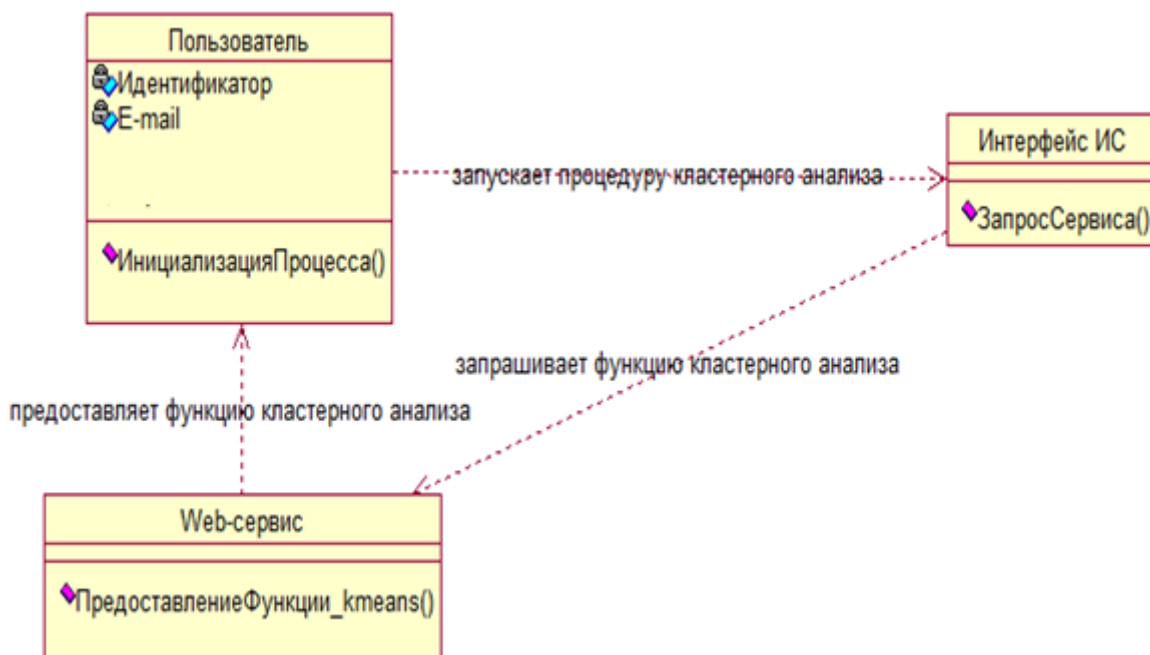 Пользователь
Идентификатор
E-mail
ИнициализацияПроцесса()
запускает процедуру кластерного анализа
Интерфейс ИС
ЗапросСервиса()
запрашивает функцию кластерного анализа
предоставляет функцию кластерного анализа
Web-сервис
ПредоставлениеФункции_kmeans()